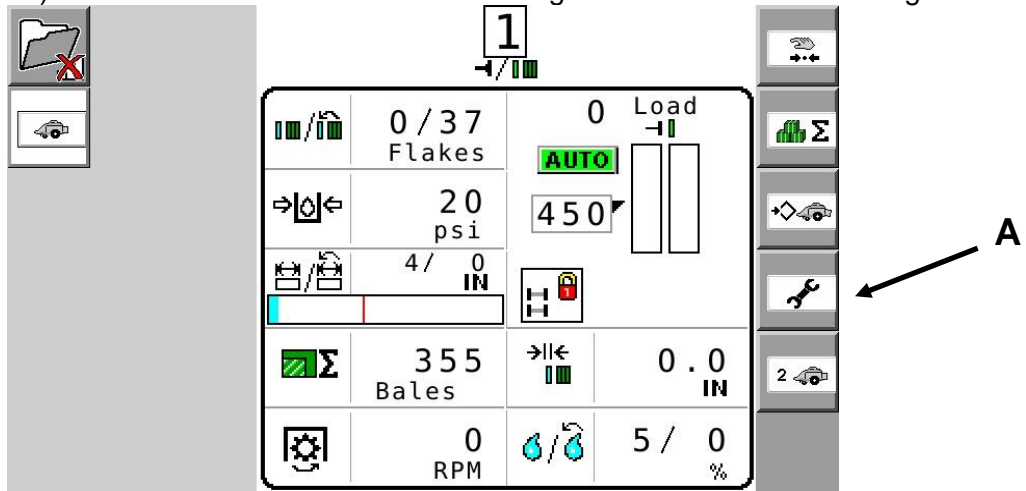 1
0/37
Flakes
0 Load
AUTO
20
psi
450
4/ 0
IN
1
355
Bales
0.0
IN
0
RPM
5/ 0
%
Σ
Σ
2
A